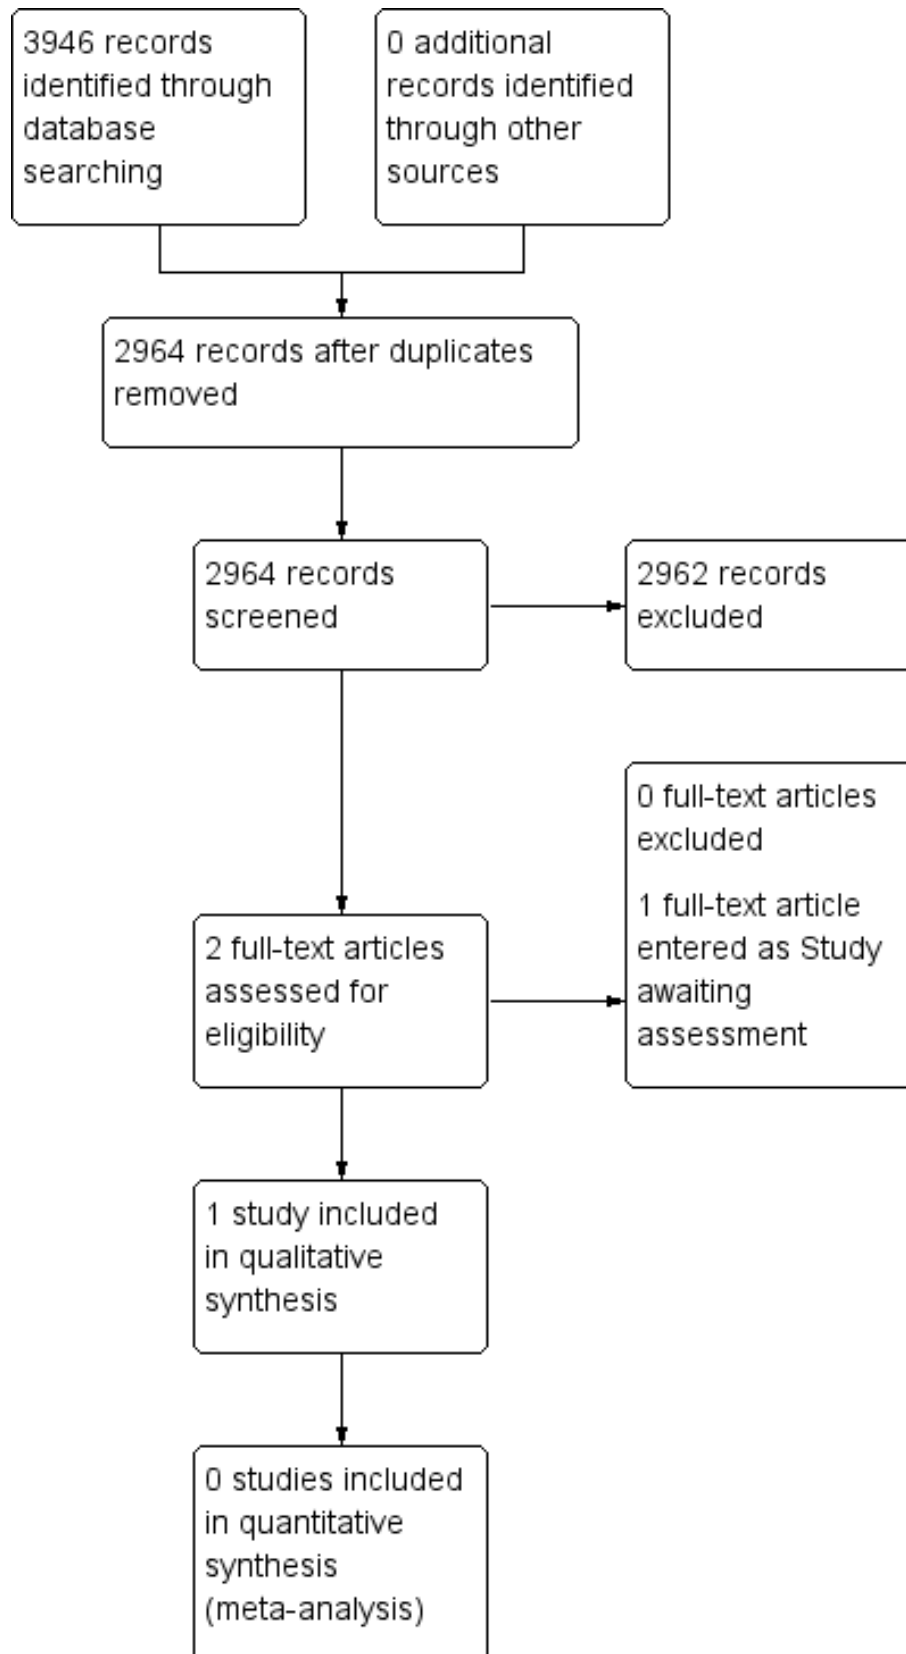 3946 records
identified through
database
searching
0 additional
records identified
through other
sources
2964 records after duplicates
removed
2964 records
screened
2962 records
excluded
0 full-text articles
excluded
1 full-text article
entered as Study
awaiting
assessment
2 full-text articles
assessed for
eligibility
1 study included
in qualitative
synthesis
0 studies included
in quantitative
synthesis
(meta-analysis)